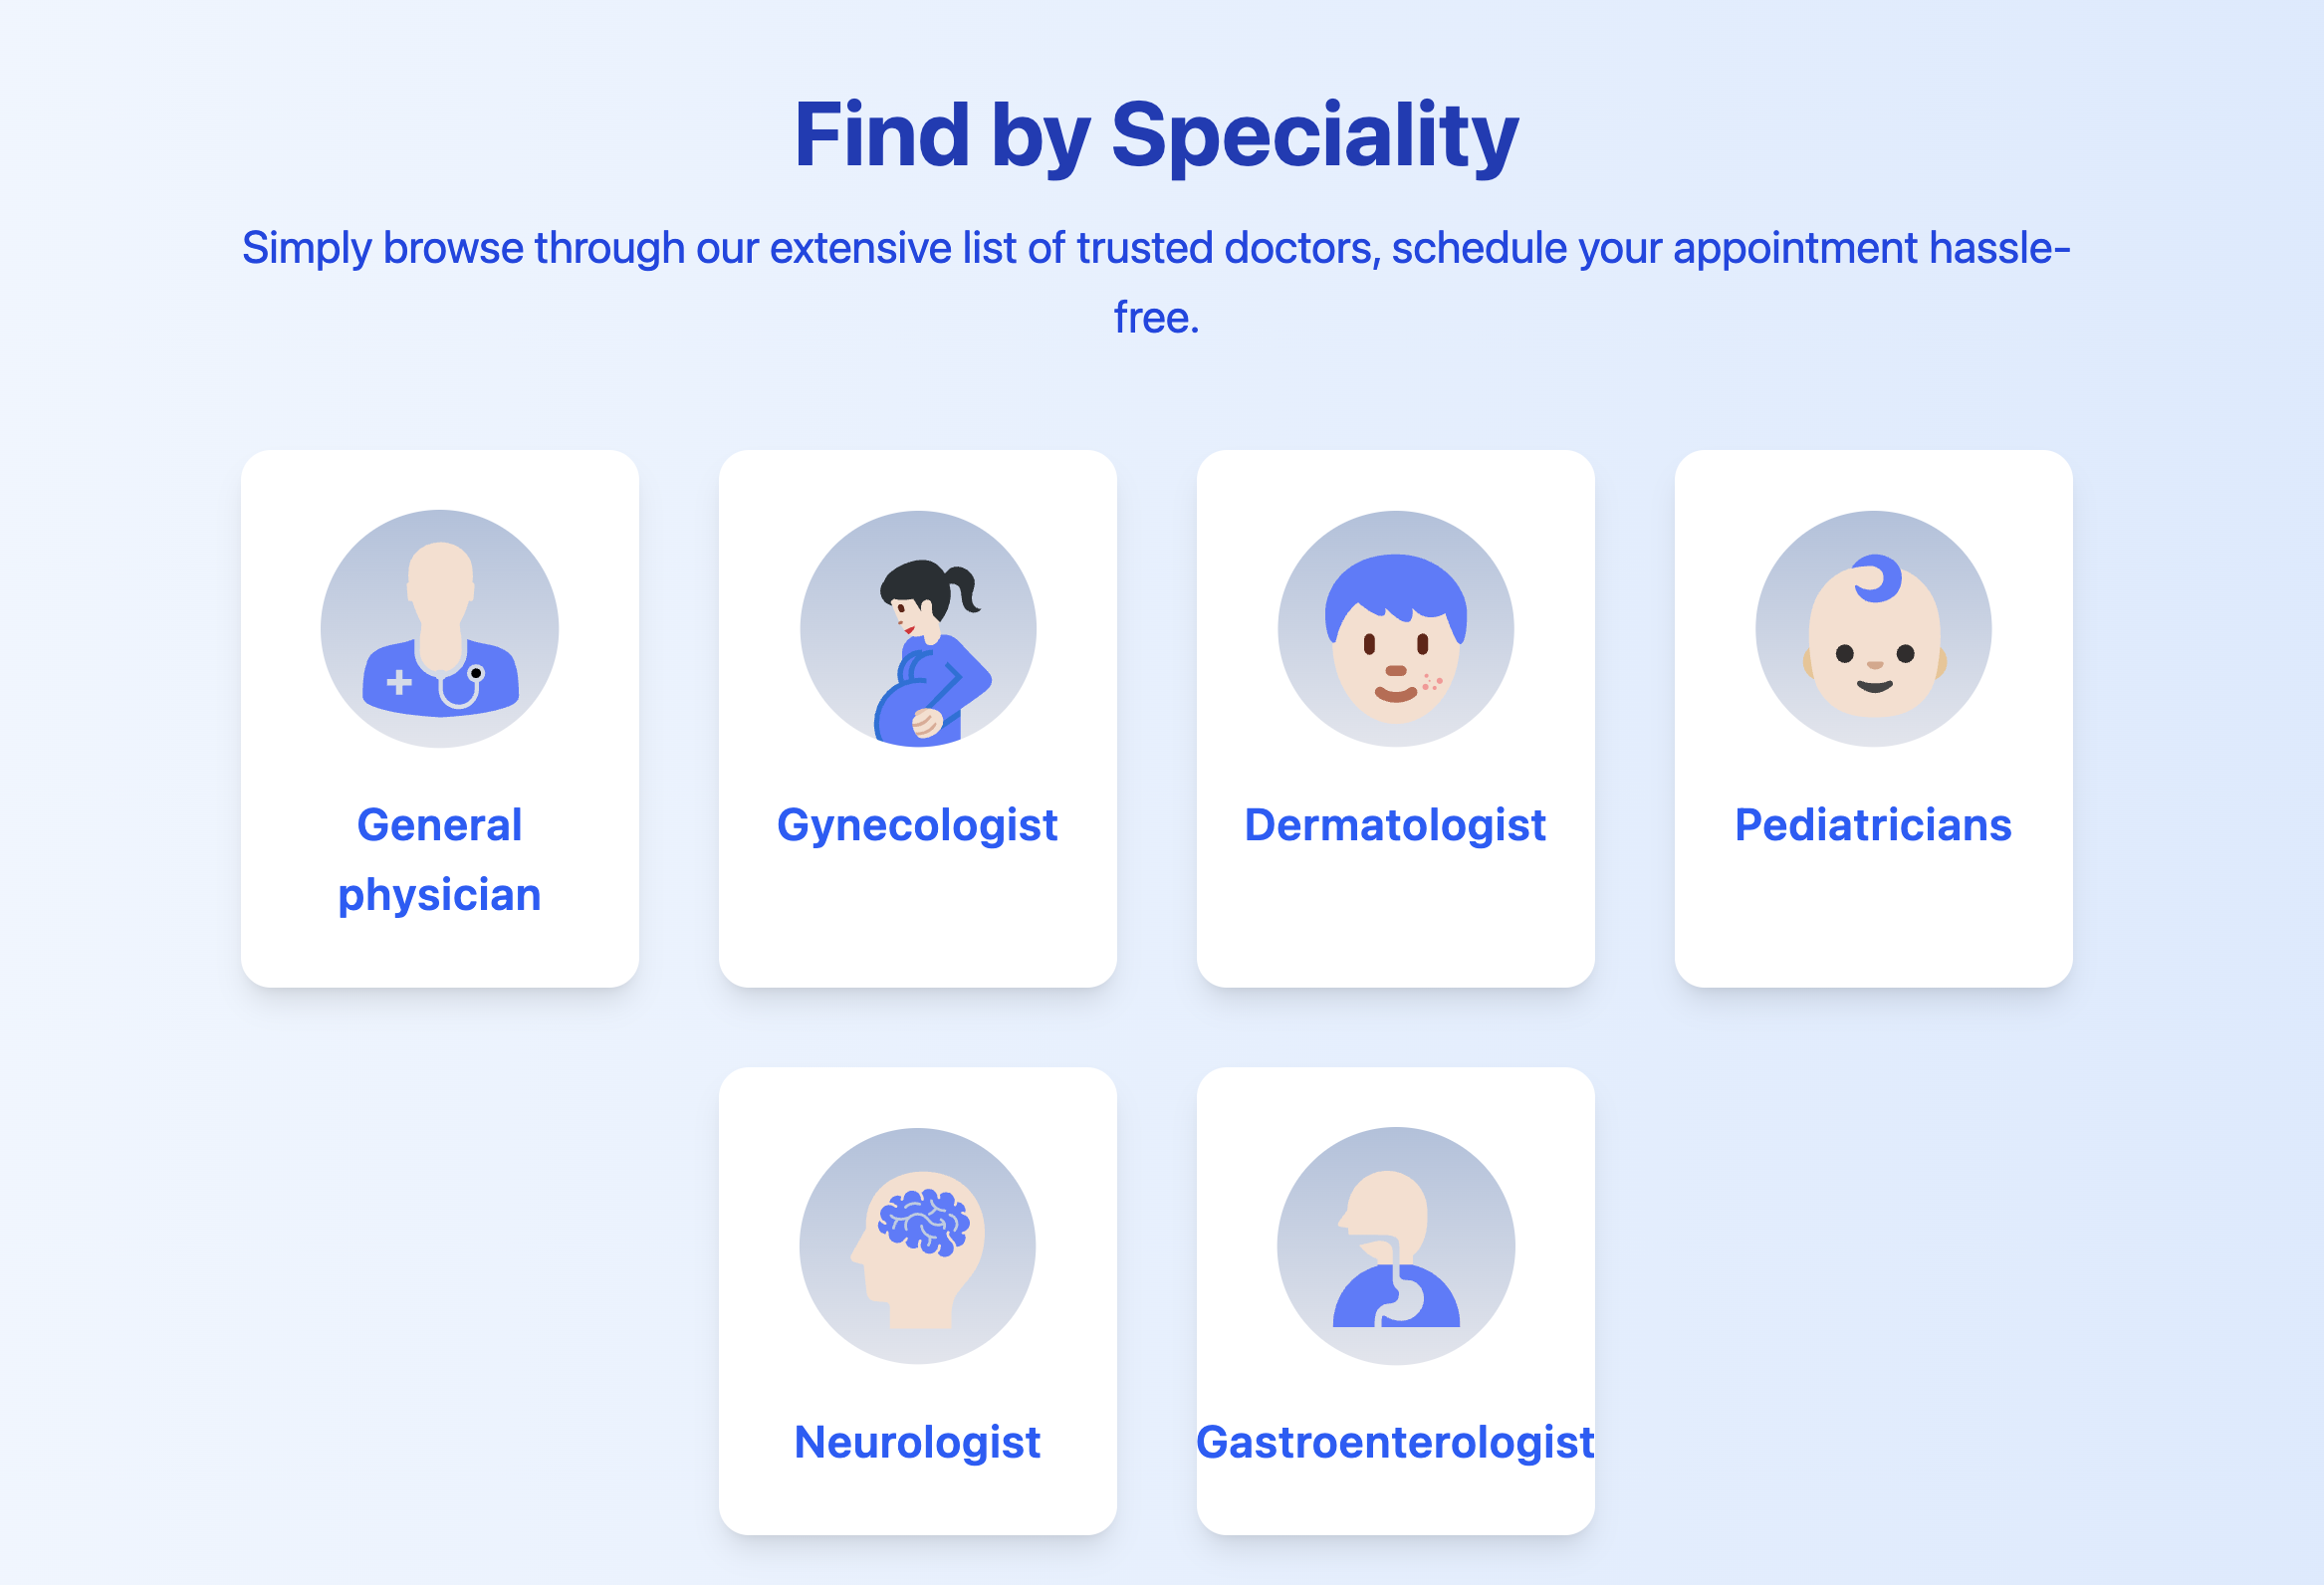 Find by Speciality
Simply browse through our extensive list of trusted doctors, schedule your appointment hassle-
free.
General
physician
Gynecologist
Dermatologist
Pediatricians
Neurologist
Gastroenterologist